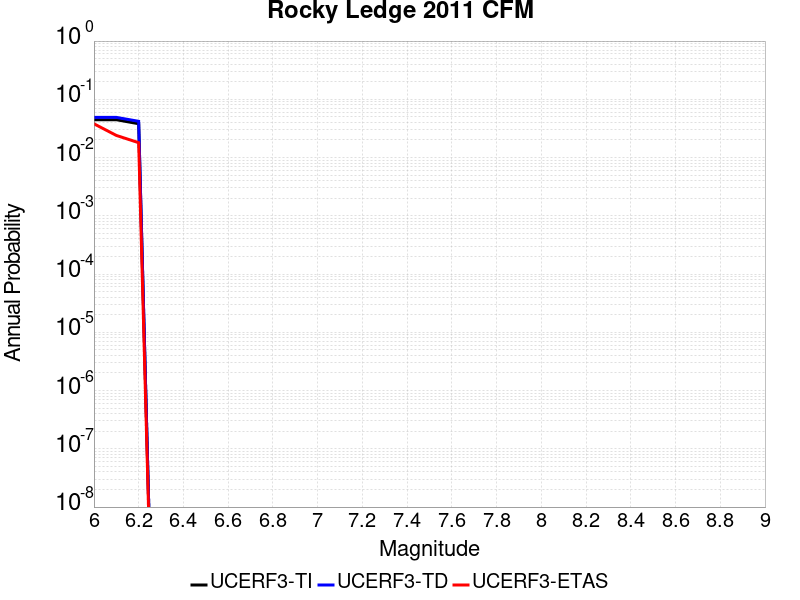 Rocky Ledge 2011 CFM
10^0
10^-1
10^-2
10^-3
10^-4
10^-5
10^-6
10^-7
10^-8
Annual Probability
6 6.2 6.4 6.6 6.8 7 7.2 7.4 7.6 7.8 8 8.2 8.4 8.6 8.8 9
Magnitude
UCERF3-TI UCERF3-TD UCERF3-ETAS